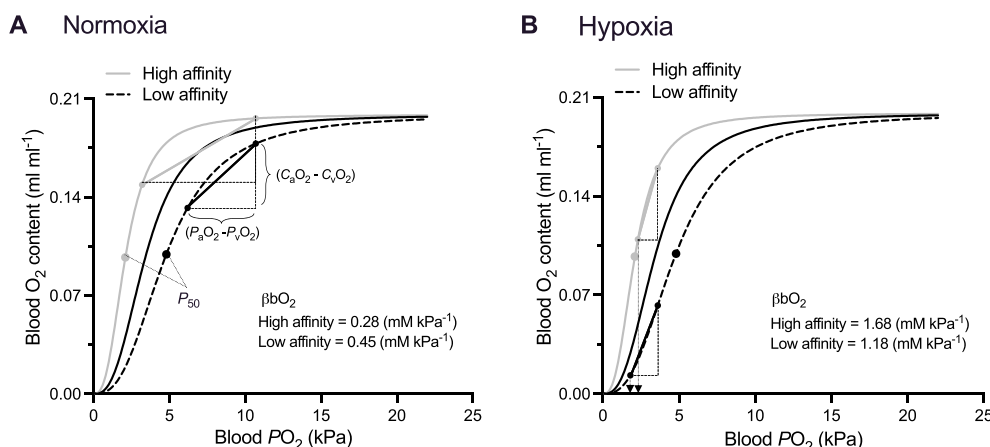 A Normoxia
High affinity
Low affinity
0.21
0.14
0.07
0.00
Blood O₂ content (ml ml⁻¹)
(CₐO₂ - CᵥO₂)
(PₐO₂ -PᵥO₂)
P₅₀
βbO₂
High affinity = 0.28 (mM kPa⁻¹)
Low affinity = 0.45 (mM kPa⁻¹)
0 5 10 15 20 25
Blood PO₂ (kPa)
B Hypoxia
High affinity
Low affinity
0.21
0.14
0.07
0.00
Blood O₂ content (ml ml⁻¹)
βbO₂
High affinity = 1.68 (mM kPa⁻¹)
Low affinity = 1.18 (mM kPa⁻¹)
0 5 10 15 20 25
Blood PO₂ (kPa)